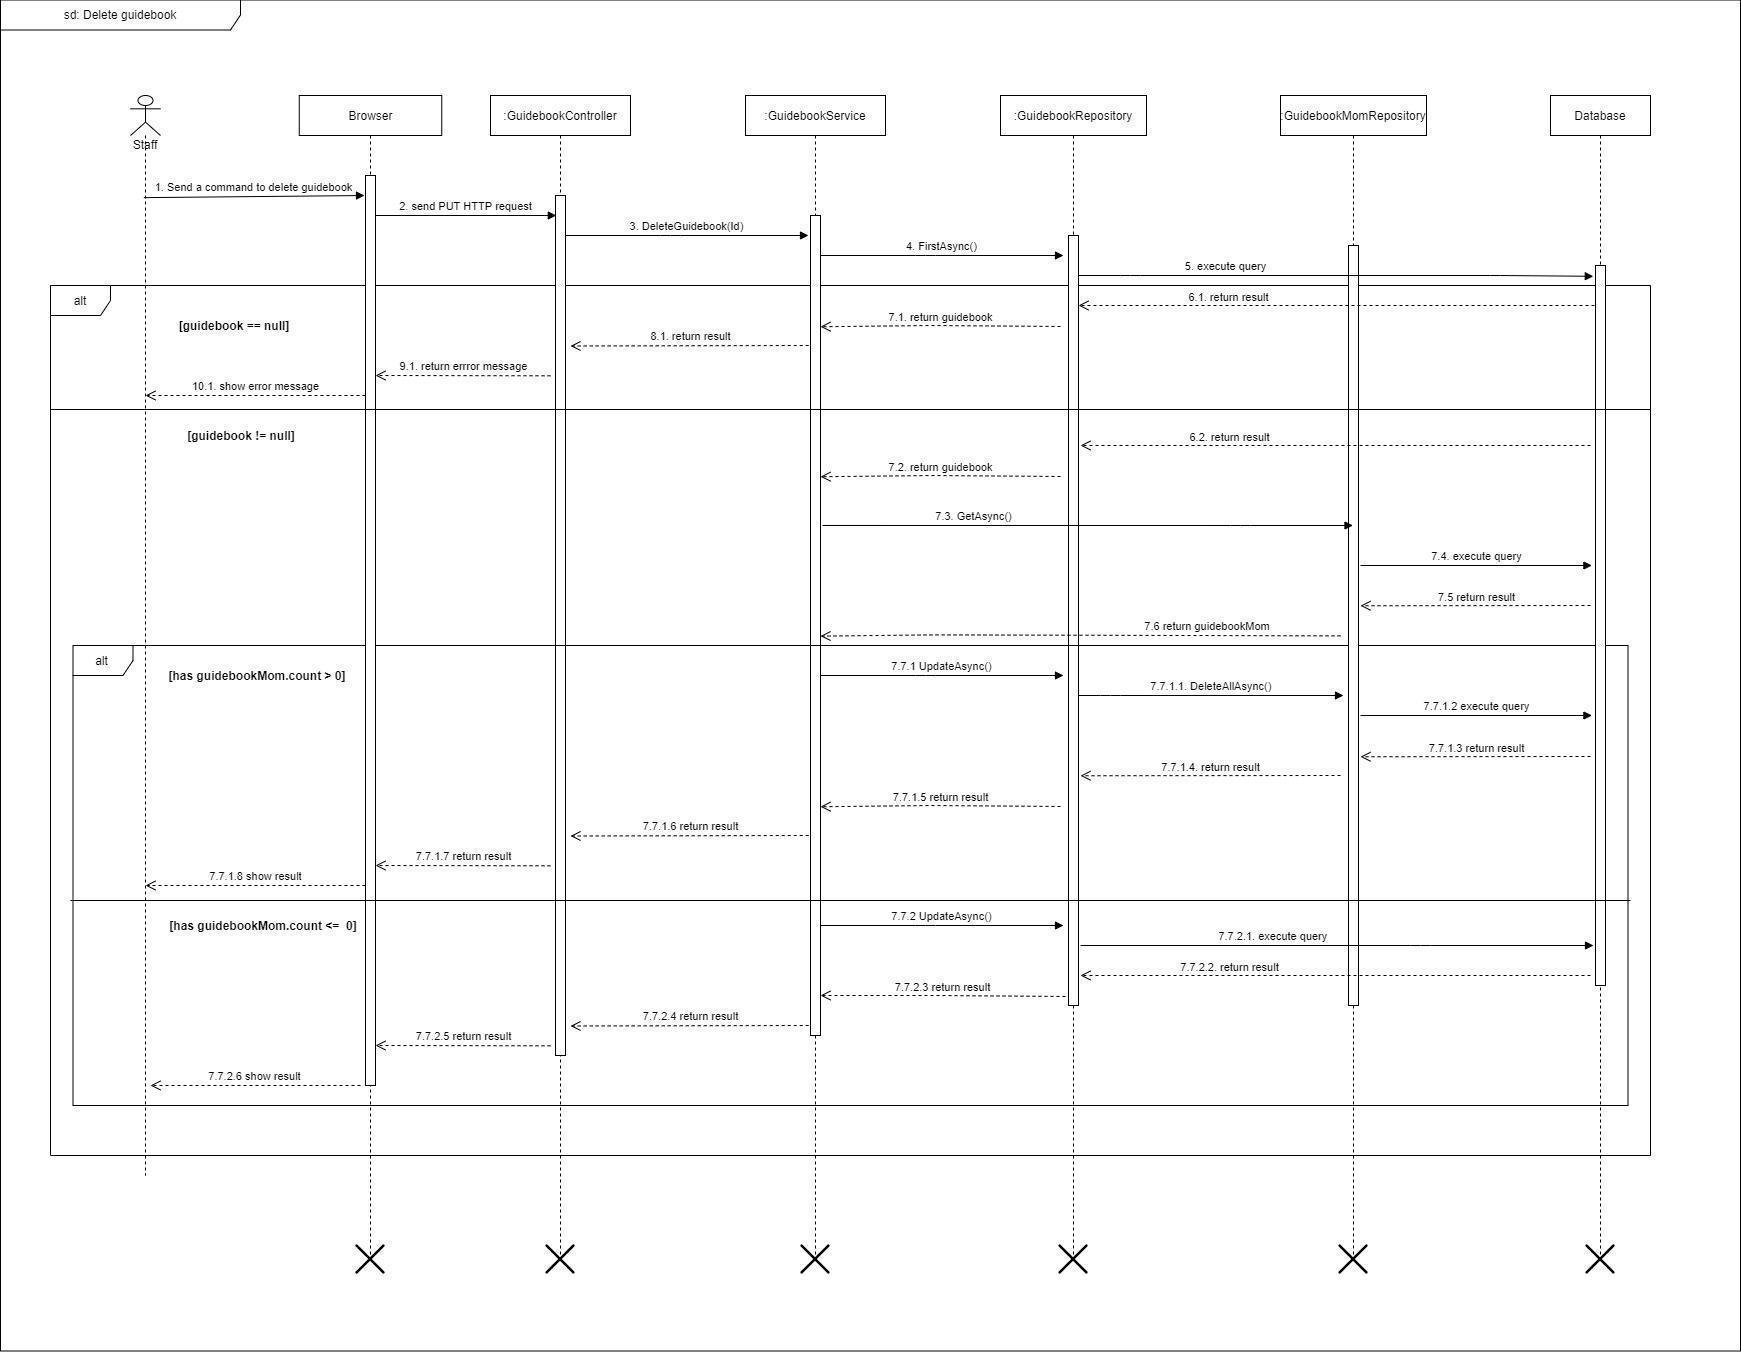 sd: Delete guidebook
Staff
Browser
:GuidebookController
:GuidebookService
:GuidebookRepository
:GuidebookMomRepository
Database
1. Send a command to delete guidebook
2. send PUT HTTP request
3. DeleteGuidebook(Id)
4. FirstAsync()
5. execute query
alt
[guidebook == null]
6.1. return result
7.1. return guidebook
8.1. return result
9.1. return errror message
10.1. show error message
[guidebook != null]
6.2. return result
7.2. return guidebook
7.3. GetAsync()
7.4. execute query
7.5 return result
7.6 return guidebookMom
alt
[has guidebookMom.count > 0]
7.7.1 UpdateAsync()
7.7.1.1. DeleteAllAsync()
7.7.1.2 execute query
7.7.1.3 return result
7.7.1.4. return result
7.7.1.5 return result
7.7.1.6 return result
7.7.1.7 return result
7.7.1.8 show result
[has guidebookMom.count <= 0]
7.7.2 UpdateAsync()
7.7.2.1. execute query
7.7.2.2. return result
7.7.2.3 return result
7.7.2.4 return result
7.7.2.5 return result
7.7.2.6 show result